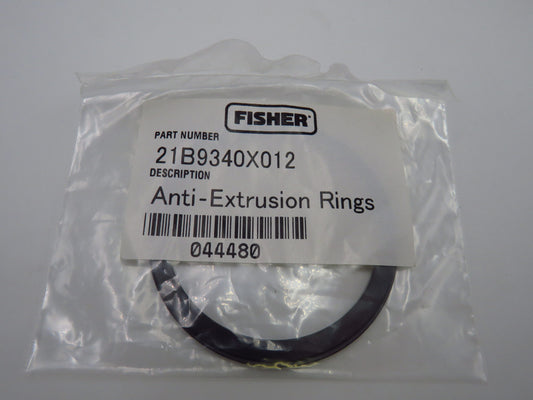 FISHER
PART NUMBER
21B9340X012
DESCRIPTION
Anti-Extrusion Rings
044480